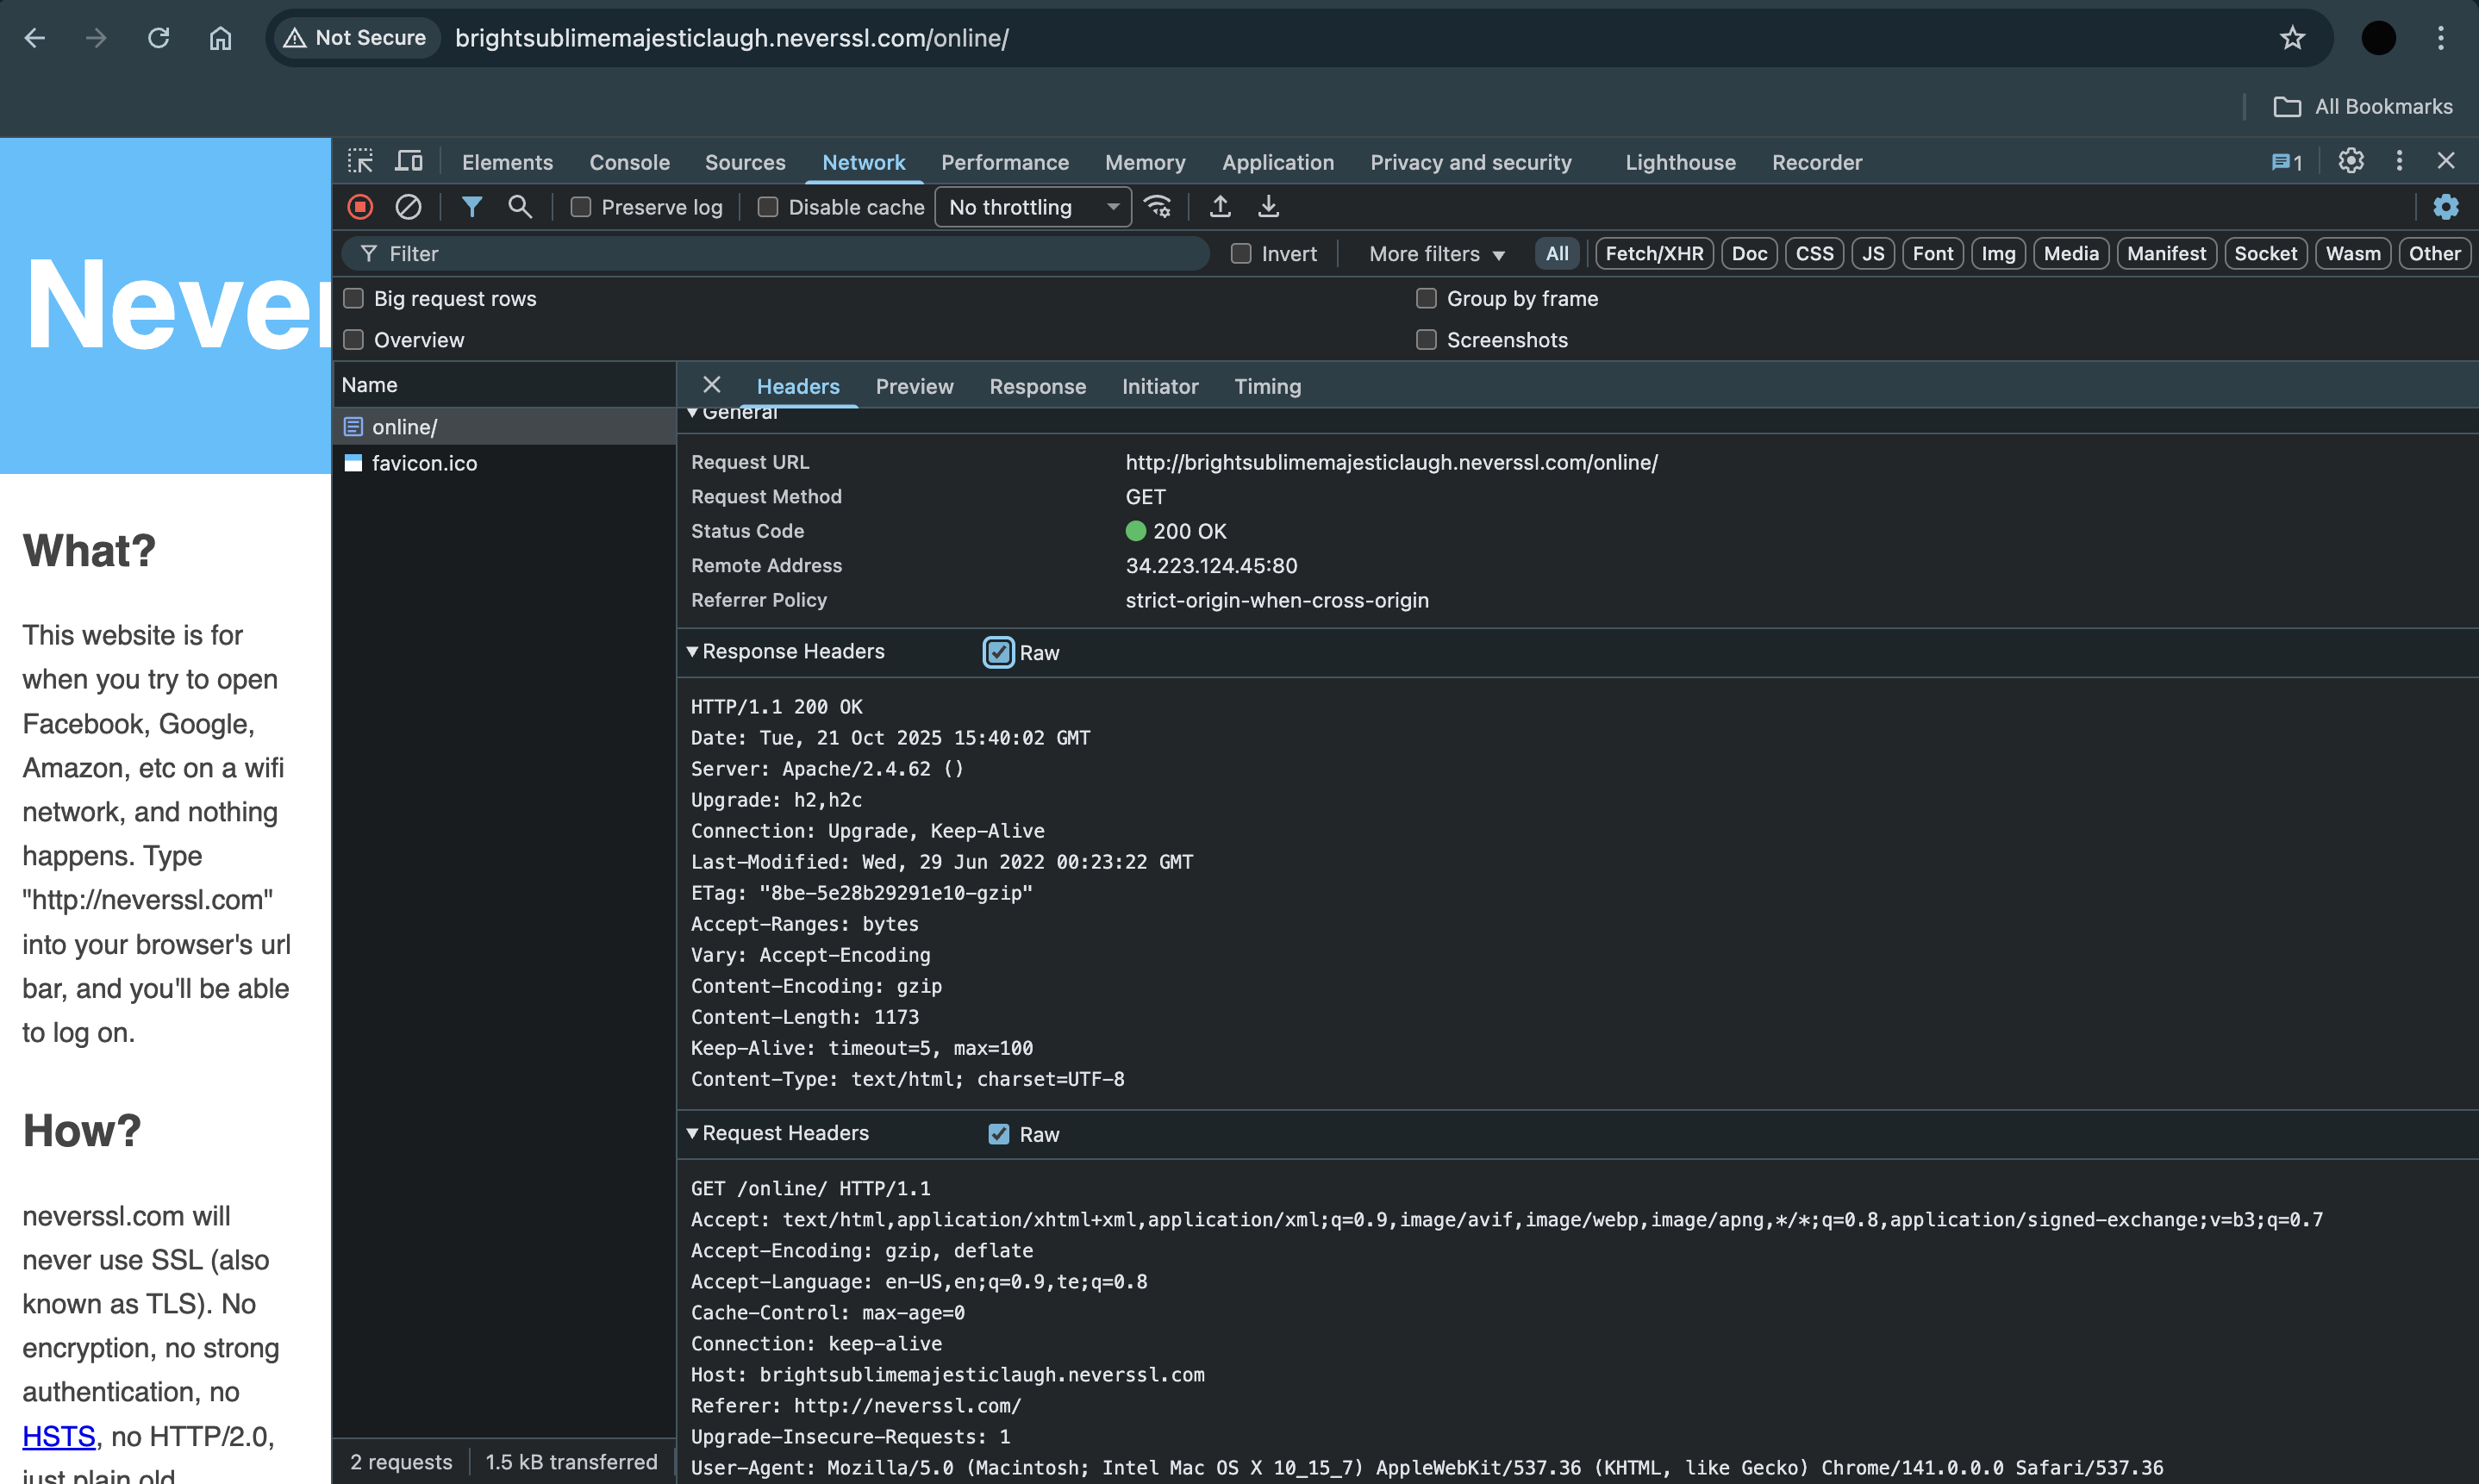 Not Secure brightsublimemajesticlaugh.neverssl.com/online/
All Bookmarks
Elements Console Sources Network Performance Memory Application Privacy and security Lighthouse Recorder 1
Preserve log Disable cache No throttling
Filter Invert More filters All Fetch/XHR Doc CSS JS Font Img Media Manifest Socket Wasm Other
Big request rows Group by frame
Overview Screenshots
Name
online/
favicon.ico
2 requests 1.5 kB transferred
Headers Preview Response Initiator Timing
General
Request URL http://brightsublimemajesticlaugh.neverssl.com/online/
Request Method GET
Status Code 200 OK
Remote Address 34.223.124.45:80
Referrer Policy strict-origin-when-cross-origin
Response Headers Raw
HTTP/1.1 200 OK
Date: Tue, 21 Oct 2025 15:40:02 GMT
Server: Apache/2.4.62 ()
Upgrade: h2,h2c
Connection: Upgrade, Keep-Alive
Last-Modified: Wed, 29 Jun 2022 00:23:22 GMT
ETag: "8be-5e28b29291e10-gzip"
Accept-Ranges: bytes
Vary: Accept-Encoding
Content-Encoding: gzip
Content-Length: 1173
Keep-Alive: timeout=5, max=100
Content-Type: text/html; charset=UTF-8
Request Headers Raw
GET /online/ HTTP/1.1
Accept: text/html,application/xhtml+xml,application/xml;q=0.9,image/avif,image/webp,image/apng,*/*;q=0.8,application/signed-exchange;v=b3;q=0.7
Accept-Encoding: gzip, deflate
Accept-Language: en-US,en;q=0.9,te;q=0.8
Cache-Control: max-age=0
Connection: keep-alive
Host: brightsublimemajesticlaugh.neverssl.com
Referer: http://neverssl.com/
Upgrade-Insecure-Requests: 1
User-Agent: Mozilla/5.0 (Macintosh; Intel Mac OS X 10_15_7) AppleWebKit/537.36 (KHTML, like Gecko) Chrome/141.0.0.0 Safari/537.36
Never
What?
This website is for
when you try to open
Facebook, Google,
Amazon, etc on a wifi
network, and nothing
happens. Type
"http://neverssl.com"
into your browser's url
bar, and you'll be able
to log on.
How?
neverssl.com will
never use SSL (also
known as TLS). No
encryption, no strong
authentication, no
HSTS, no HTTP/2.0,
just plain old